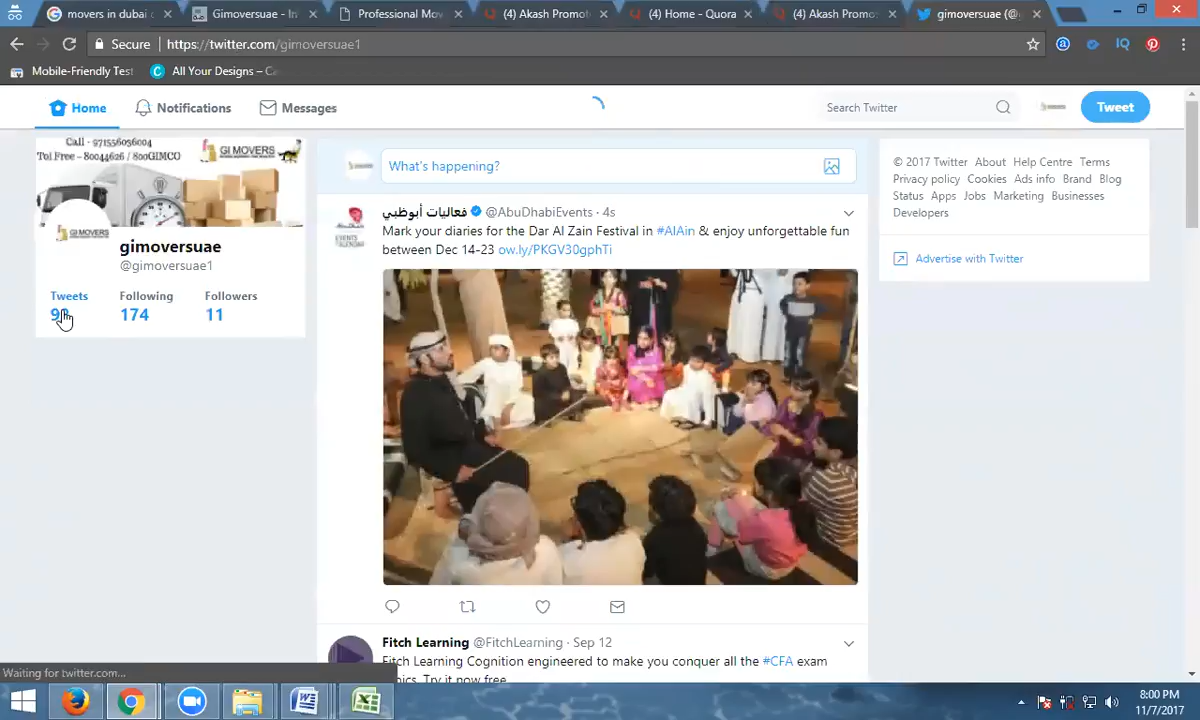 movers in dubai
Gimoversuae - In
Professional Mov
(4) Akash Promot
(4) Home - Quora
(4) Akash Promo
gimoversuae (@
Secure
https://twitter.com/gimoversuae1
Mobile-Friendly Test
All Your Designs – Ca
Home
Notifications
Messages
Search Twitter
Tweet
Call - 971556096004
Tol Free – 80044626 / 800GIMCO
GI MOVERS
GI MOVERS
gimoversuae
@gimoversuae1
Tweets
Following
Followers
174
11
What's happening?
فعاليات أبوظبي @AbuDhabiEvents · 4s
Mark your diaries for the Dar Al Zain Festival in #AlAin & enjoy unforgettable fun
between Dec 14-23 ow.ly/PKGV30gphTi
Fitch Learning @FitchLearning · Sep 12
Fitch Learning Cognition engineered to make you conquer all the #CFA exam
Try it now free
© 2017 Twitter About Help Centre Terms
Privacy policy Cookies Ads info Brand Blog
Status Apps Jobs Marketing Businesses
Developers
Advertise with Twitter
Waiting for twitter.com...
8:00 PM
11/7/2017